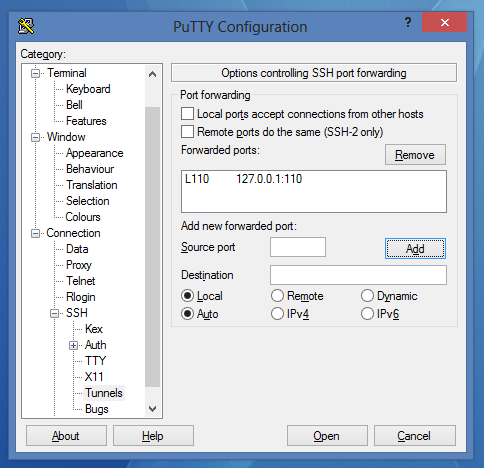 PuTTY Configuration
?
Category:
Terminal
Keyboard
Bell
Features
Window
Appearance
Behaviour
Translation
Selection
Colours
Connection
Data
Proxy
Telnet
Rlogin
SSH
Kex
Auth
TTY
X11
Tunnels
Bugs
Options controlling SSH port forwarding
Port forwarding
Local ports accept connections from other hosts
Remote ports do the same (SSH-2 only)
Forwarded ports:
Remove
L110 127.0.0.1:110
Add new forwarded port:
Source port
Add
Destination
Local Remote Dynamic
Auto IPv4 IPv6
About Help Open Cancel